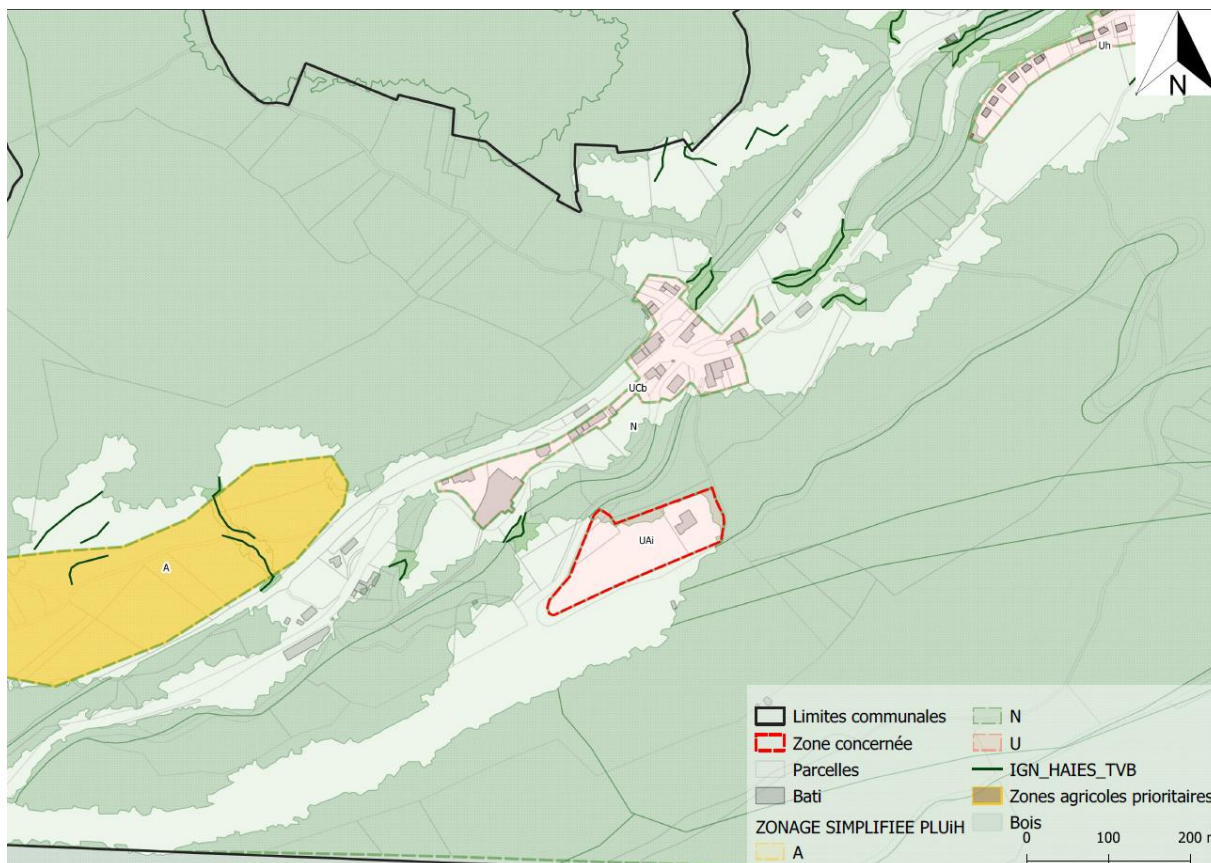 Uh
N
UCb
N
UAi
A
Limites communales
Zone concernée
Parcelles
Bati
ZONAGE SIMPLIFIEE PLUiH
A
N
U
IGN_HAIES_TVB
Zones agricoles prioritaires
Bois
0 100 200 m